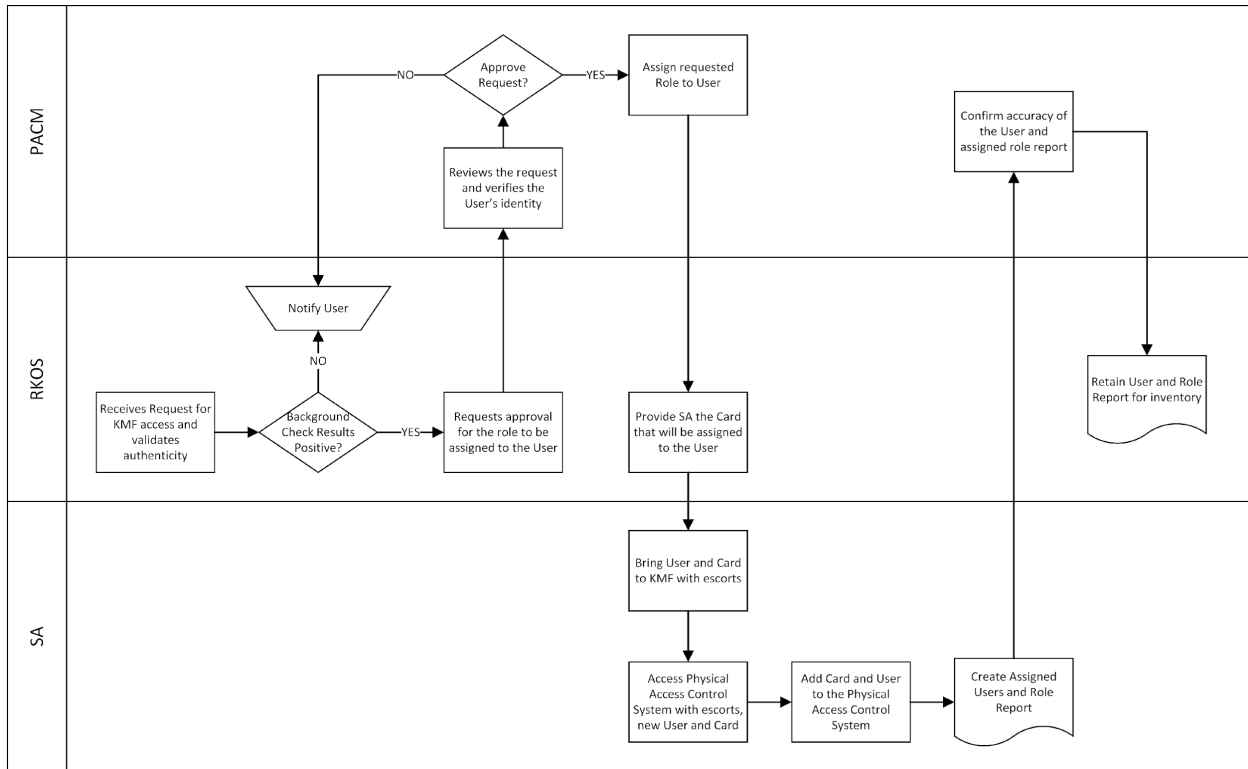 PACM
NO
Approve
Request?
YES
Assign requested
Role to User
Reviews the request
and verifies the
User's identity
Confirm accuracy of
the User and
assigned role report
RKOS
Notify User
NO
Receives Request for
KMF access and
validates
authenticity
Background
Check Results
Positive?
YES
Requests approval
for the role to be
assigned to the User
Provide SA the Card
that will be assigned
to the User
Retain User and Role
Report for inventory
SA
Bring User and Card
to KMF with escorts
Access Physical
Access Control
System with escorts,
new User and Card
Add Card and User
to the Physical
Access Control
System
Create Assigned
Users and Role
Report